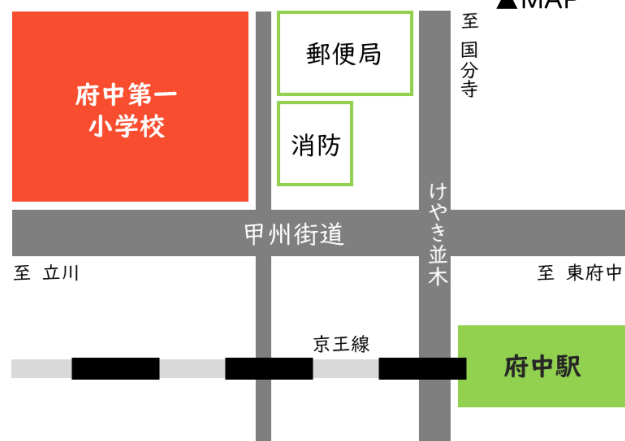 ▲MAP
至 国分寺
郵便局
府中第一
小学校
消防
けやき並木
甲州街道
至 立川
至 東府中
京王線
府中駅